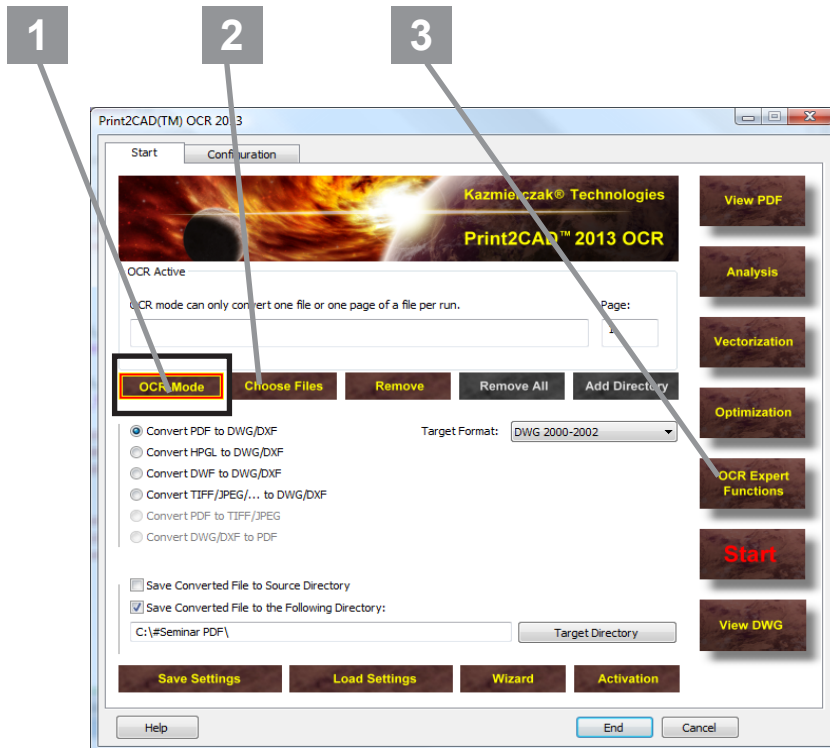 1 2 3
Print2CAD(TM) OCR 2013
Start Configuration
Kazmierczak® Technologies
Print2CAD™ 2013 OCR
View PDF
OCR Active
Analysis
OCR mode can only convert one file or one page of a file per run. Page:
1
Vectorization
OCR Mode Choose Files Remove Remove All Add Directory
Convert PDF to DWG/DXF Target Format: DWG 2000-2002
Optimization
Convert HPGL to DWG/DXF
Convert DWF to DWG/DXF
Convert TIFF/JPEG/... to DWG/DXF
OCR Expert
Functions
Convert PDF to TIFF/JPEG
Convert DWG/DXF to PDF
Start
Save Converted File to Source Directory
Save Converted File to the Following Directory:
C:\#Seminar PDF\ Target Directory
View DWG
Save Settings Load Settings Wizard Activation
Help End Cancel